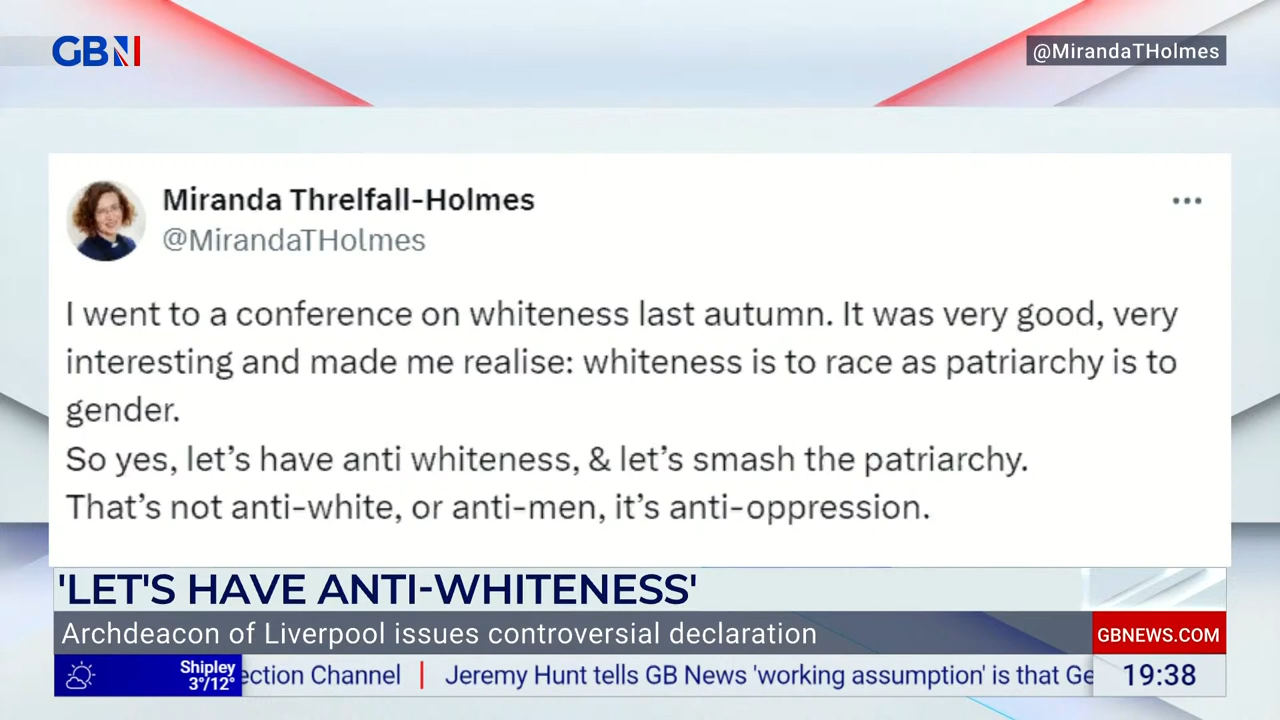 GBN
@MirandaTHolmes
Miranda Threlfall-Holmes
@MirandaTHolmes
I went to a conference on whiteness last autumn. It was very good, very
interesting and made me realise: whiteness is to race as patriarchy is to
gender.
So yes, let's have anti whiteness, & let's smash the patriarchy.
That's not anti-white, or anti-men, it's anti-oppression.
'LET'S HAVE ANTI-WHITENESS'
Archdeacon of Liverpool issues controversial declaration
GBNEWS.COM
Shipley
3°/12°
ection Channel | Jeremy Hunt tells GB News 'working assumption' is that Ge
19:38